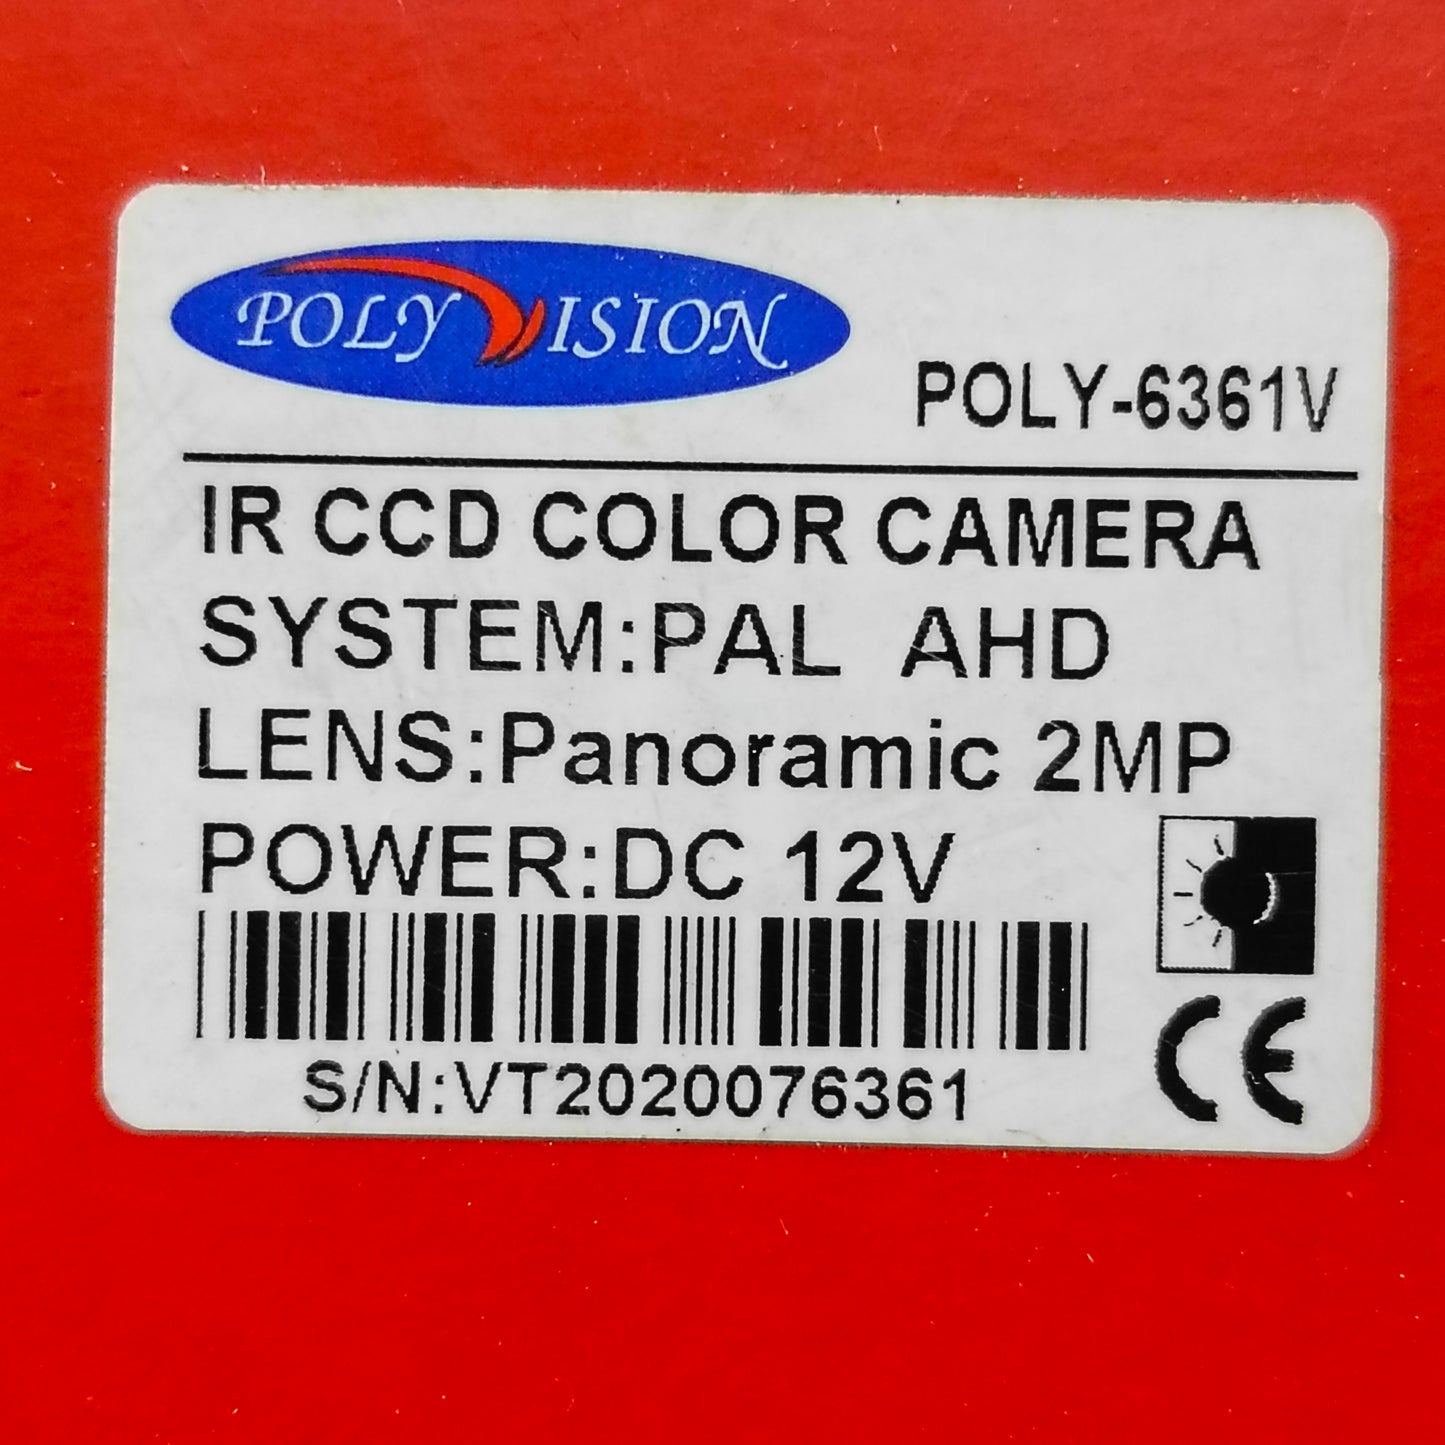 POLY VISION
POLY-6361V
IR CCD COLOR CAMERA
SYSTEM:PAL AHD
LENS:Panoramic 2MP
POWER:DC 12V
S/N:VT2020076361
CE